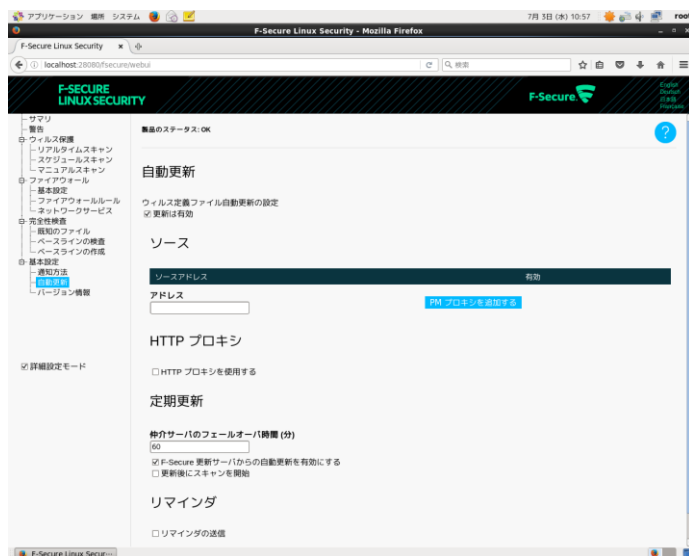 アプリケーション 場所 システム
7月 3日 (水) 10:57
root
F-Secure Linux Security - Mozilla Firefox
F-Secure Linux Security
localhost:28080/fsecure/webui
検索
F-SECURE
LINUX SECURITY
F-Secure.
English
Deutsch
日本語
Français
サマリ
警告
ウィルス保護
リアルタイムスキャン
スケジュールスキャン
マニュアルスキャン
ファイアウォール
基本設定
ファイアウォールルール
ネットワークサービス
完全性検査
既知のファイル
ベースラインの検査
ベースラインの作成
基本設定
通知方法
自動更新
バージョン情報
詳細設定モード
製品のステータス: OK
?
自動更新
ウィルス定義ファイル自動更新の設定
更新は有効
ソース
ソースアドレス 有効
アドレス
PM プロキシを追加する
HTTP プロキシ
HTTP プロキシを使用する
定期更新
仲介サーバのフェールオーバ時間 (分)
60
F-Secure 更新サーバからの自動更新を有効にする
更新後にスキャンを開始
リマインダ
リマインダの送信
F-Secure Linux Secur…